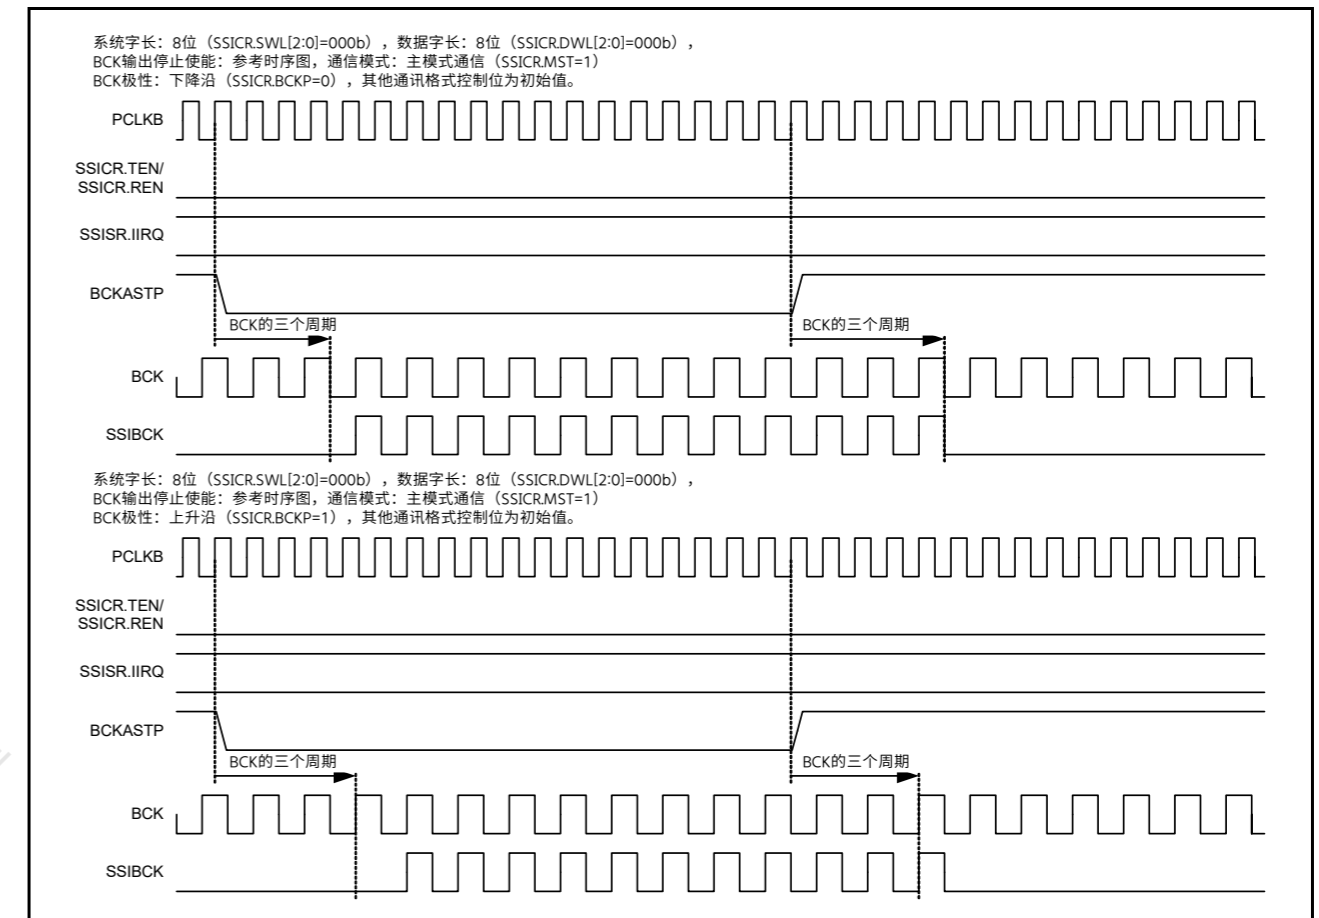 系统字长：8位（SSICR.SWL[2:0]=000b），数据字长：8位（SSICR.DWL[2:0]=000b），
BCK输出停止使能：参考时序图，通信模式：主模式通信（SSICR.MST=1）
BCK极性：下降沿（SSICR.BCKP=0），其他通讯格式控制位为初始值。
PCLKB
SSICR.TEN/
SSICR.REN
SSISR.IIRQ
BCKASTP
BCK的三个周期 BCK的三个周期
BCK
SSIBCK
系统字长：8位（SSICR.SWL[2:0]=000b），数据字长：8位（SSICR.DWL[2:0]=000b），
BCK输出停止使能：参考时序图，通信模式：主模式通信（SSICR.MST=1）
BCK极性：上升沿（SSICR.BCKP=1），其他通讯格式控制位为初始值。
PCLKB
SSICR.TEN/
SSICR.REN
SSISR.IIRQ
BCKASTP
BCK的三个周期 BCK的三个周期
BCK
SSIBCK